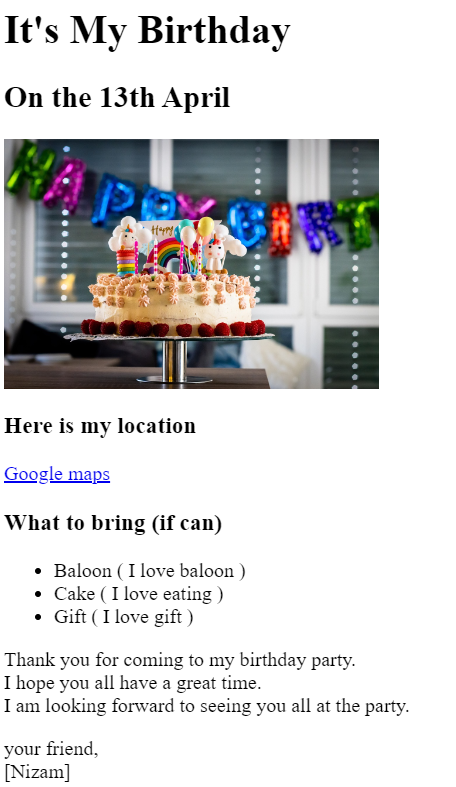 It's My Birthday
On the 13th April
HAPPY BIRT
Happy
Here is my location
Google maps
What to bring (if can)
Baloon ( I love baloon )
Cake ( I love eating )
Gift ( I love gift )
Thank you for coming to my birthday party.
I hope you all have a great time.
I am looking forward to seeing you all at the party.
your friend,
[Nizam]